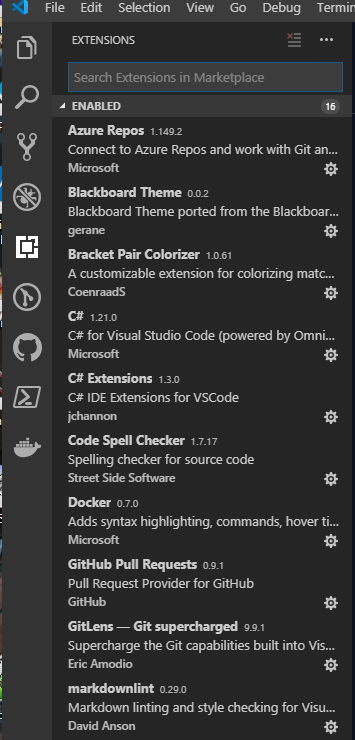 File Edit Selection View Go Debug Termin
EXTENSIONS
Search Extensions in Marketplace
ENABLED 16
Azure Repos 1.149.2
Connect to Azure Repos and work with Git an...
Microsoft
Blackboard Theme 0.0.2
Blackboard Theme ported from the Blackboar...
gerane
Bracket Pair Colorizer 1.0.61
A customizable extension for colorizing matc...
CoenraadS
C# 1.21.0
C# for Visual Studio Code (powered by Omni...
Microsoft
C# Extensions 1.3.0
C# IDE Extensions for VSCode
jchannon
Code Spell Checker 1.7.17
Spelling checker for source code
Street Side Software
Docker 0.7.0
Adds syntax highlighting, commands, hover ti...
Microsoft
GitHub Pull Requests 0.9.1
Pull Request Provider for GitHub
GitHub
GitLens — Git supercharged 9.9.1
Supercharge the Git capabilities built into Vis...
Eric Amodio
markdownlint 0.29.0
Markdown linting and style checking for Visu...
David Anson